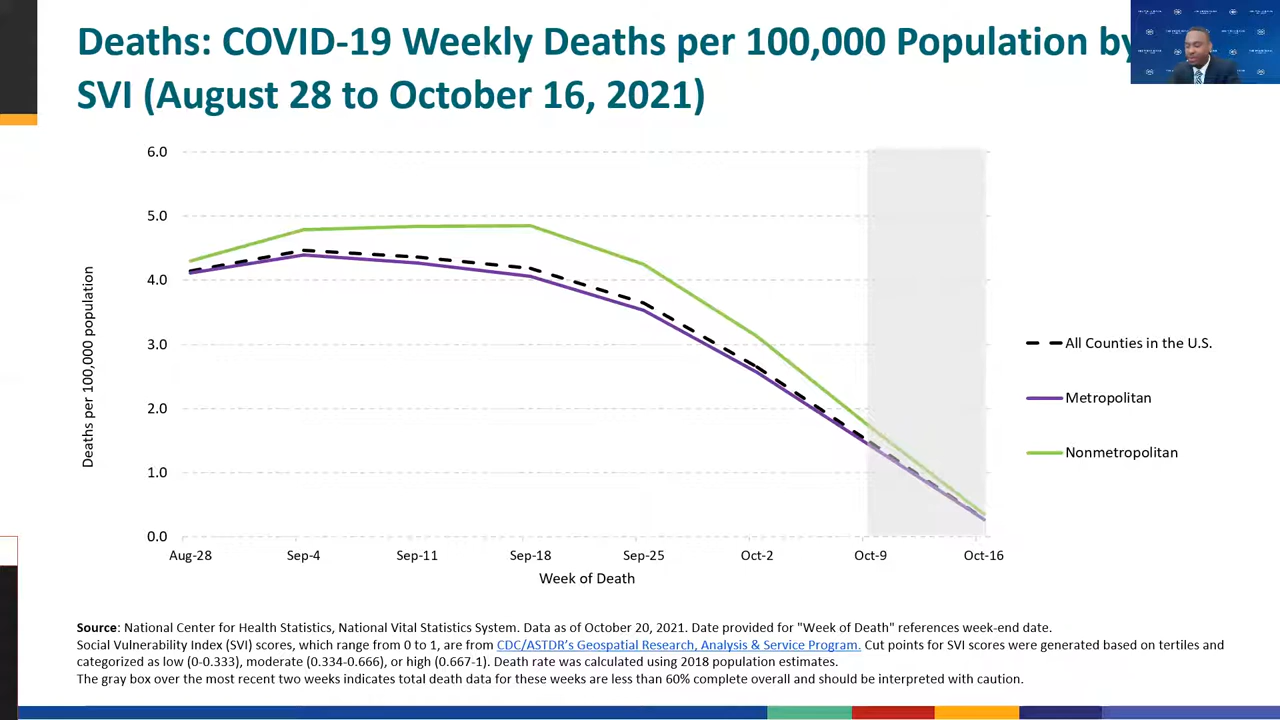 Deaths: COVID-19 Weekly Deaths per 100,000 Population by
SVI (August 28 to October 16, 2021)
6.0
5.0
4.0
3.0
2.0
1.0
0.0
Deaths per 100,000 population
Aug-28 Sep-4 Sep-11 Sep-18 Sep-25 Oct-2 Oct-9 Oct-16
Week of Death
All Counties in the U.S.
Metropolitan
Nonmetropolitan
Source: National Center for Health Statistics, National Vital Statistics System. Data as of October 20, 2021. Date provided for "Week of Death" references week-end date.
Social Vulnerability Index (SVI) scores, which range from 0 to 1, are from CDC/ASTDR's Geospatial Research, Analysis & Service Program. Cut points for SVI scores were generated based on tertiles and
categorized as low (0-0.333), moderate (0.334-0.666), or high (0.667-1). Death rate was calculated using 2018 population estimates.
The gray box over the most recent two weeks indicates total death data for these weeks are less than 60% complete overall and should be interpreted with caution.